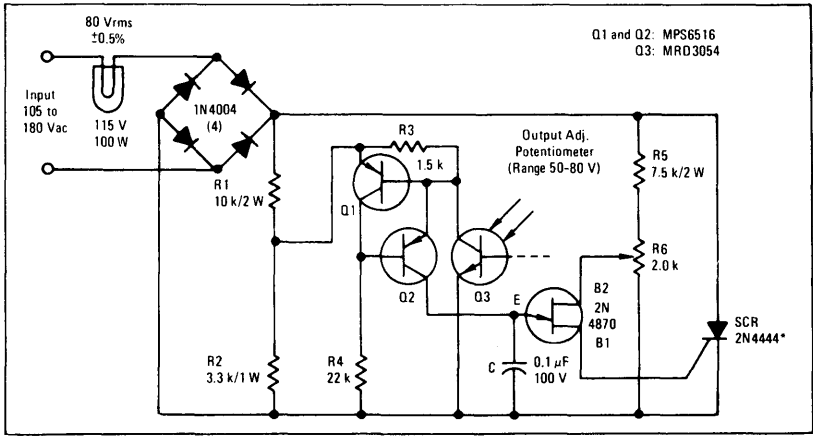 80 Vrms
±0.5%
Input
105 to
180 Vac
115 V
100 W
1N4004
(4)
R1
10 k/2 W
R2
3.3 k/1 W
R3
1.5 k
Q1
Q2
Q3
R4
22 k
Q1 and Q2: MPS6516
Q3: MRD3054
Output Adj.
Potentiometer
(Range 50-80 V)
R5
7.5 k/2 W
R6
2.0 k
E
B2
2N
4870
B1
C
0.1 μF
100 V
SCR
2N4444*